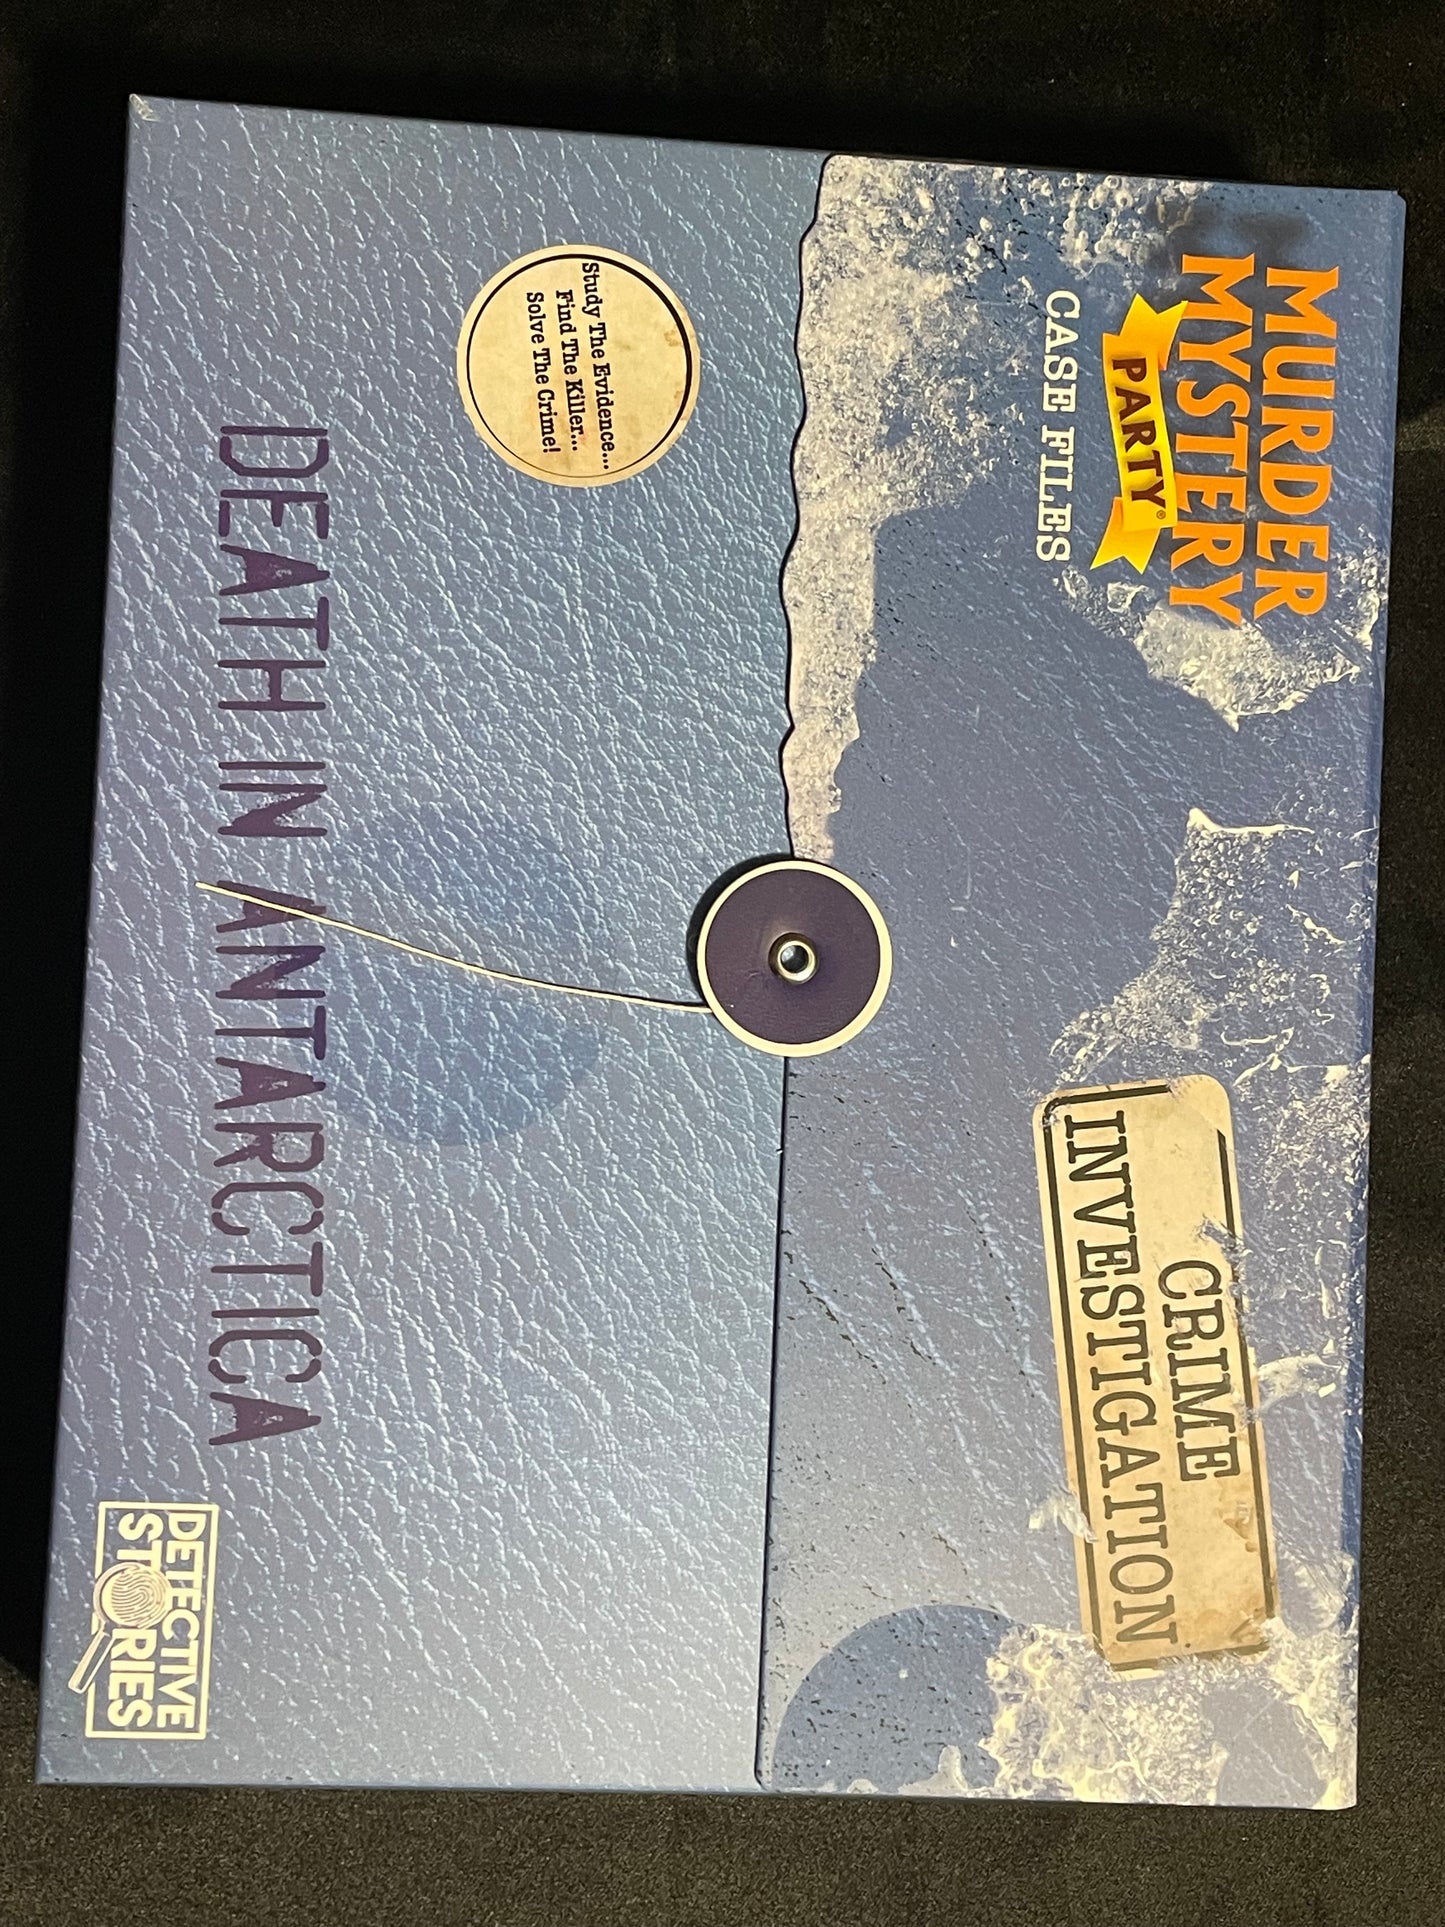 MURDER
MYSTERY
PARTY®
CASE FILES
CRIME
INVESTIGATION
Study The Evidence...
Find The Killer...
Solve The Crime!
DEATH IN ANTARCTICA
DETECTIVE
STORIES